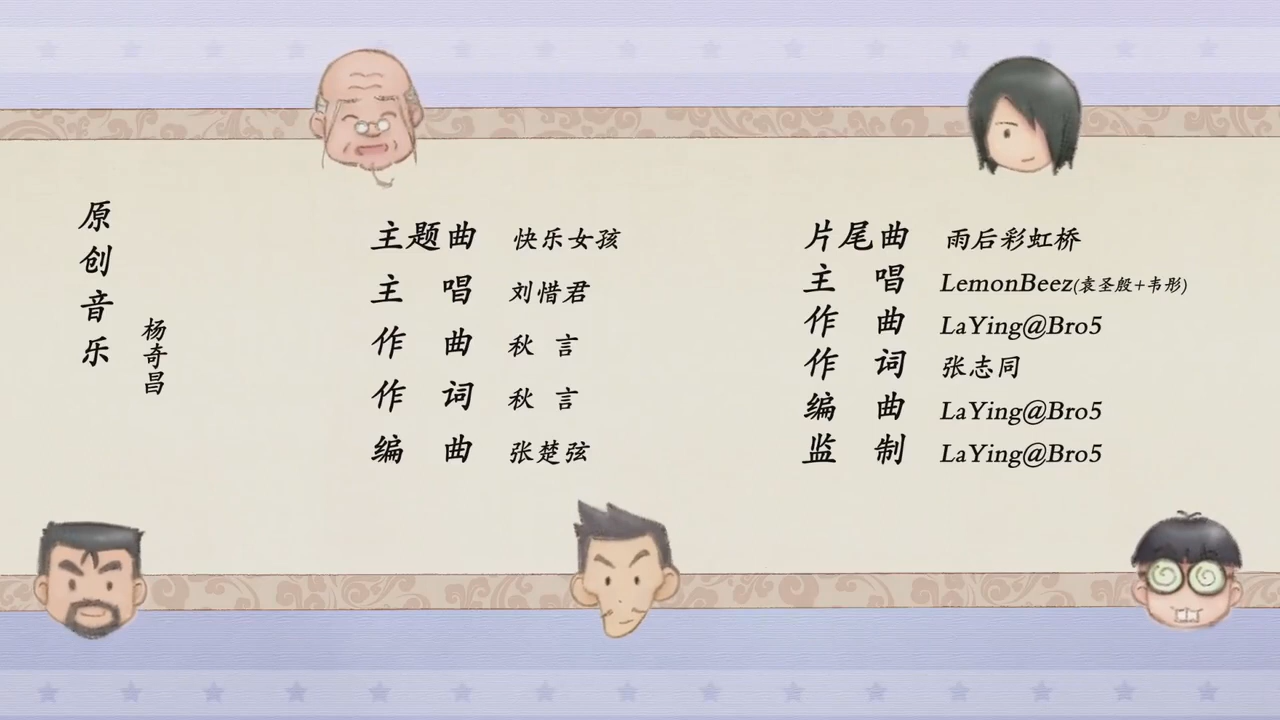 原创音乐
杨奇昌
主题曲 快乐女孩
主唱 刘惜君
作曲 秋言
作词 秋言
编曲 张楚弦
片尾曲 雨后彩虹桥
主唱 LemonBeez(袁圣殷+韦彤)
作曲 LaYing@Bro5
作词 张志同
编曲 LaYing@Bro5
监制 LaYing@Bro5